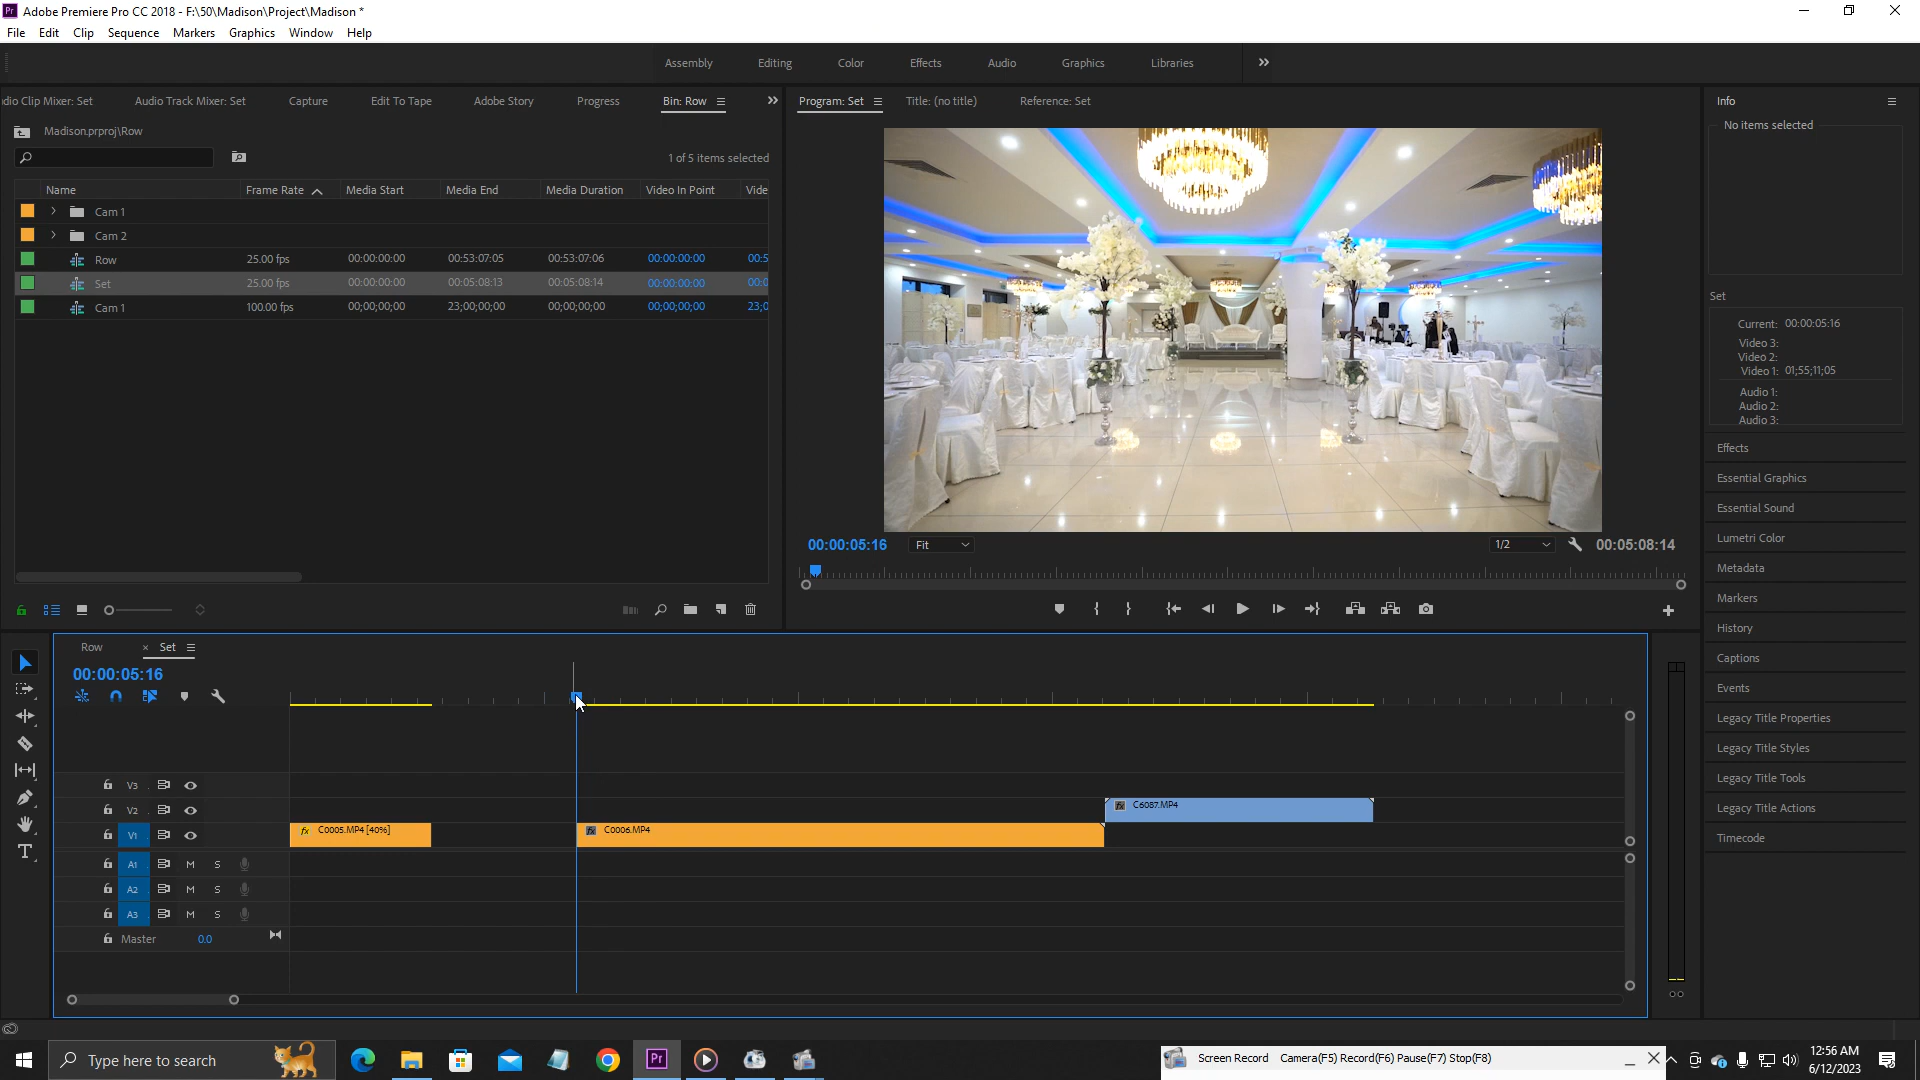 Adobe Premiere Pro CC 2018 - F:\50\Madison\Project\Madison *
File Edit Clip Sequence Markers Graphics Window Help
Assembly Editing Color Effects Audio Graphics Libraries
dio Clip Mixer: Set Audio Track Mixer: Set Capture Edit To Tape Adobe Story Progress Bin: Row
Program: Set Title: (no title) Reference: Set
Info
No items selected
Madison.prproj\Row
1 of 5 items selected
Name Frame Rate Media Start Media End Media Duration Video In Point Vide
Cam 1
Cam 2
Row 25.00 fps 00:00:00:00 00:53:07:05 00:53:07:06 00:00:00:00 00:5
Set 25.00 fps 00:00:00:00 00:05:08:13 00:05:08:14 00:00:00:00 00:0
Cam 1 100.00 fps 00;00;00;00 23;00;00;00 00;00;00;00 00;00;00;00 23;0
Set
Current: 00:00:05:16
Video 3:
Video 2:
Video 1: 01;55;11;05
Audio 1:
Audio 2:
Audio 3:
Effects
Essential Graphics
Essential Sound
Lumetri Color
Metadata
Markers
History
Captions
Events
Legacy Title Properties
Legacy Title Styles
Legacy Title Tools
Legacy Title Actions
Timecode
00:00:05:16 Fit 1/2 00:05:08:14
Row × Set
00:00:05:16
V3
V2 C6087.MP4
V1 C0005.MP4 [40%] C0006.MP4
A1 M S
A2 M S
A3 M S
Master 0.0
Type here to search
Pr
Screen Record Camera(F5) Record(F6) Pause(F7) Stop(F8)
12:56 AM
6/12/2023